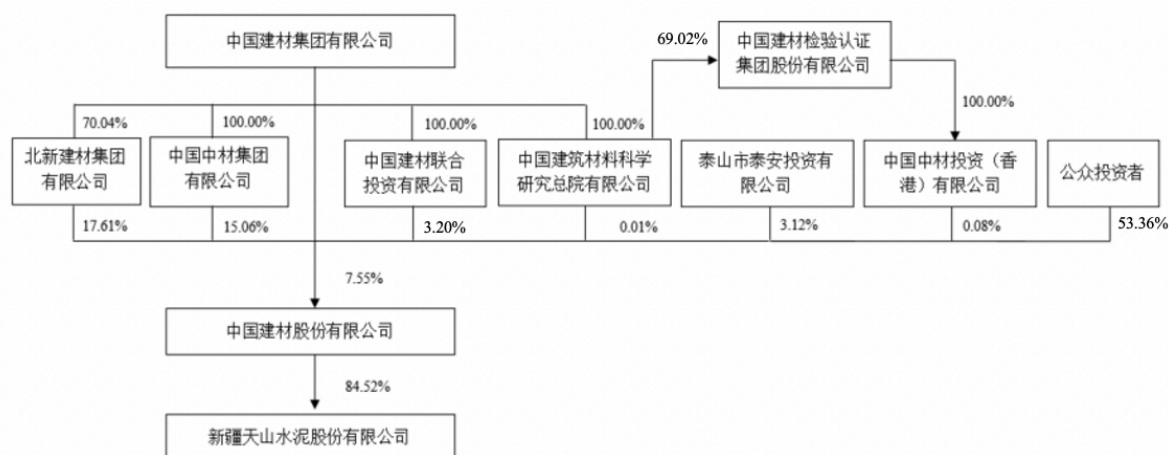 中国建材集团有限公司
69.02%
中国建材检验认证
集团股份有限公司
100.00%
70.04%
100.00%
100.00%
100.00%
北新建材集团
有限公司
中国中材集团
有限公司
中国建材联合
投资有限公司
中国建筑材料科学
研究总院有限公司
泰山市泰安投资有
限公司
中国中材投资（香
港）有限公司
公众投资者
17.61%
15.06%
3.20%
0.01%
3.12%
0.08%
53.36%
7.55%
中国建材股份有限公司
84.52%
新疆天山水泥股份有限公司